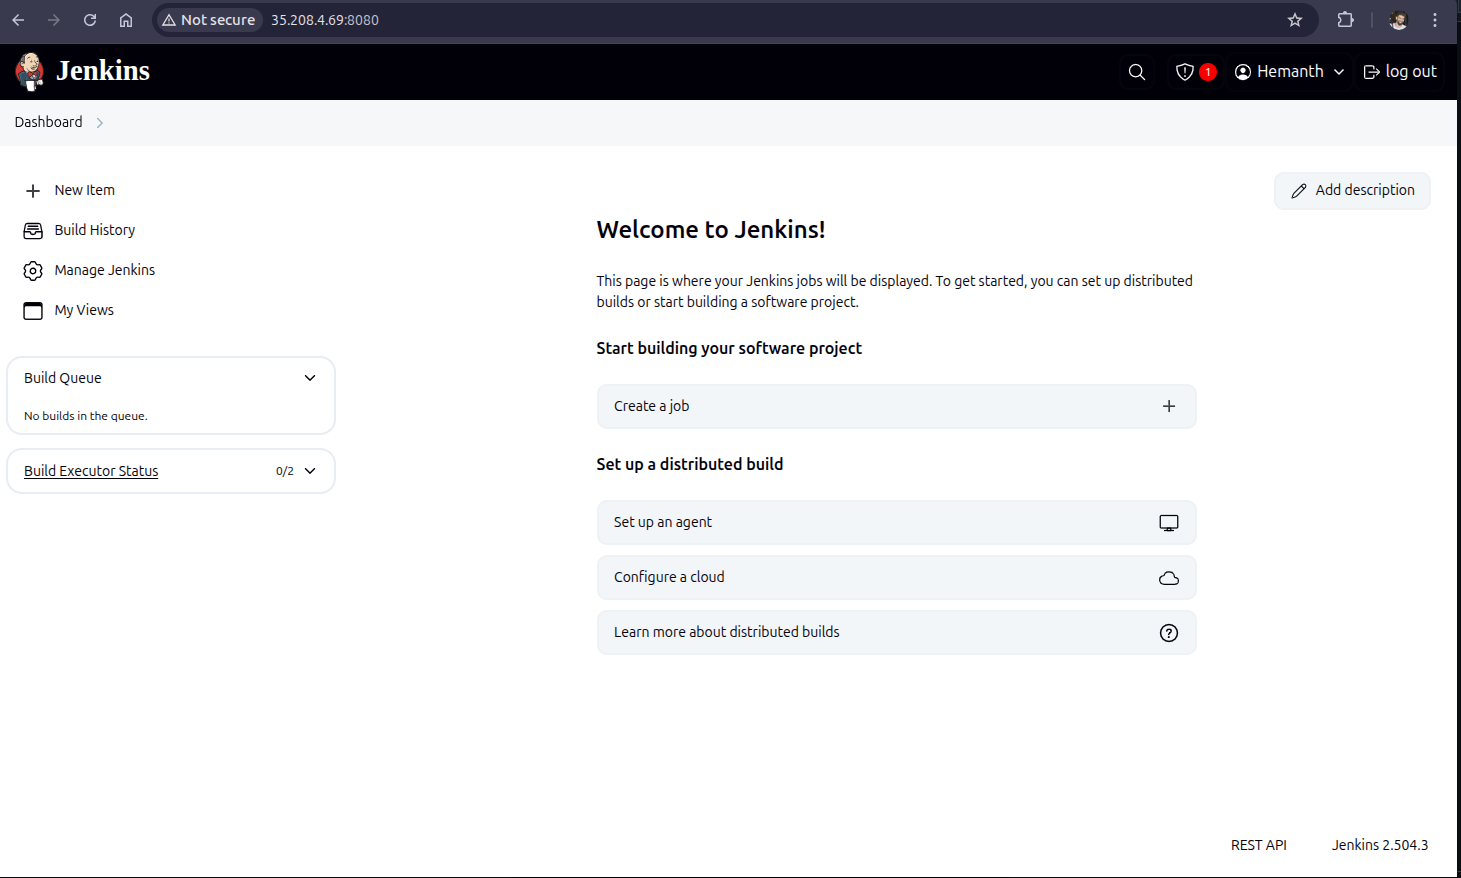 Not secure 35.208.4.69:8080
Jenkins
1 Hemanth log out
Dashboard
New Item
Build History
Manage Jenkins
My Views
Build Queue
No builds in the queue.
Build Executor Status 0/2
Add description
Welcome to Jenkins!
This page is where your Jenkins jobs will be displayed. To get started, you can set up distributed
builds or start building a software project.
Start building your software project
Create a job
Set up a distributed build
Set up an agent
Configure a cloud
Learn more about distributed builds
REST API Jenkins 2.504.3